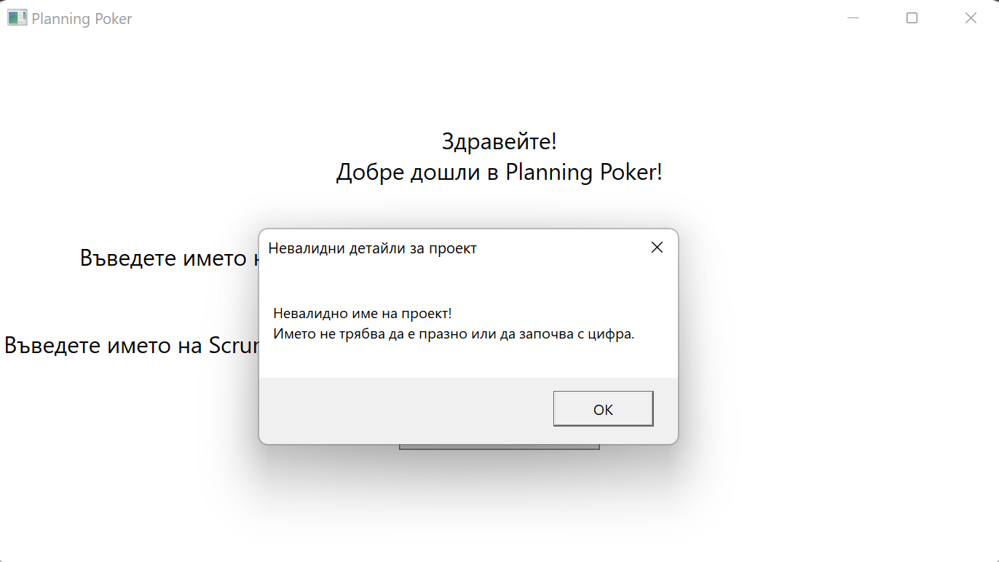 Planning Poker
Здравейте!
Добре дошли в Planning Poker!
Въведете името
Въведете името на
Невалидни детайли за проект
Невалидно име на проект!
Името не трябва да е празно или да започва с цифра.
OK